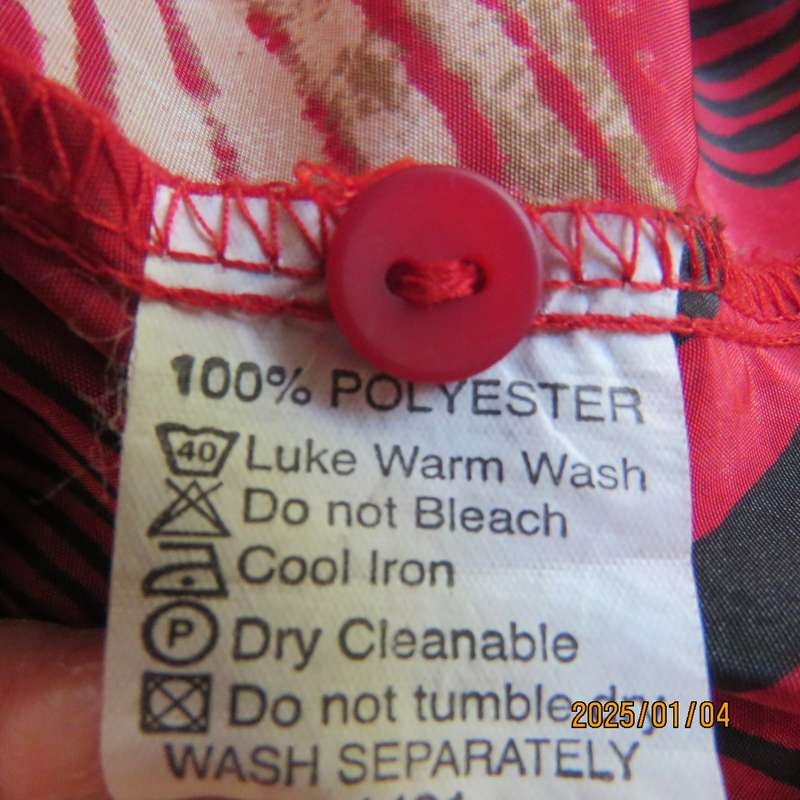 100% POLYESTER
40 Luke Warm Wash
Do not Bleach
Cool Iron
P Dry Cleanable
Do not tumble dry
2025/01/04
WASH SEPARATELY